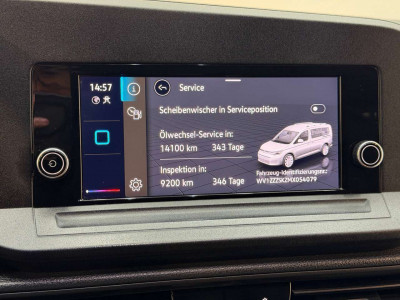 14:57
Service
Scheibenwischer in Serviceposition
Ölwechsel-Service in:
14100 km 343 Tage
Inspektion in:
9200 km 346 Tage
Fahrzeug-Identifizierungsnr.:
WV1ZZZSKZMX054079